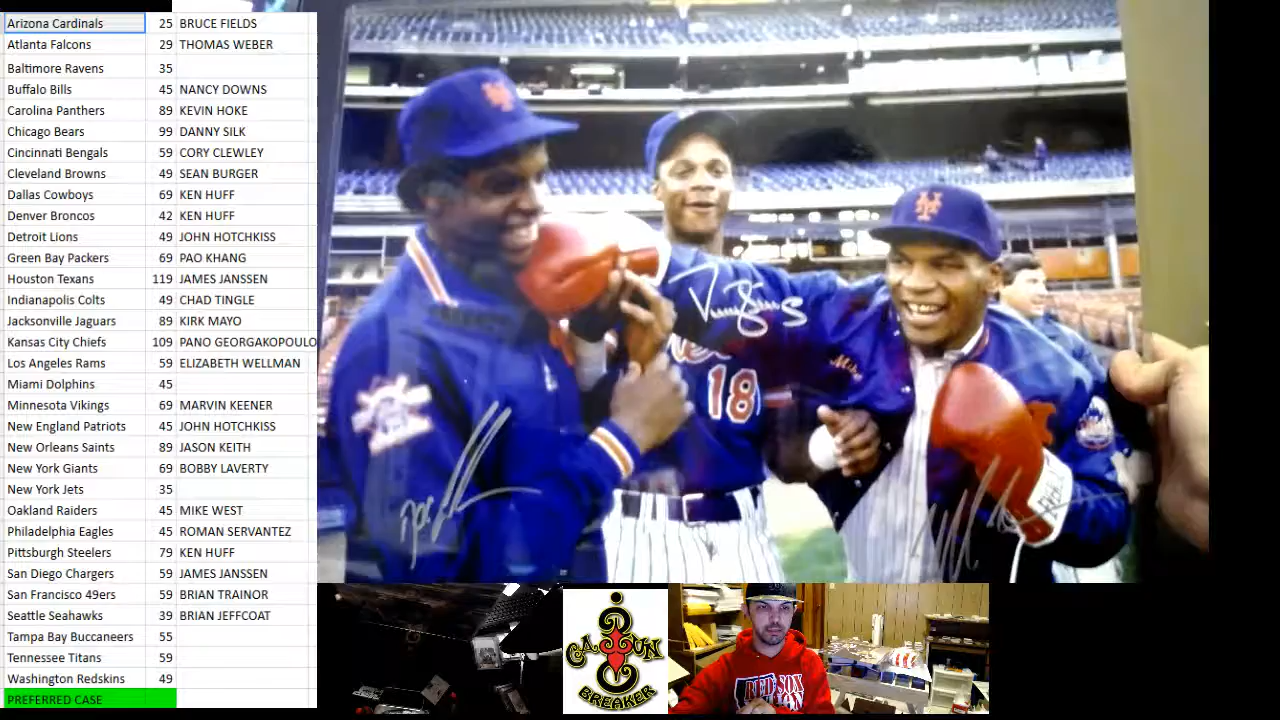 Arizona Cardinals 25 BRUCE FIELDS
Atlanta Falcons 29 THOMAS WEBER
Baltimore Ravens 35
Buffalo Bills 45 NANCY DOWNS
Carolina Panthers 89 KEVIN HOKE
Chicago Bears 99 DANNY SILK
Cincinnati Bengals 59 CORY CLEWLEY
Cleveland Browns 49 SEAN BURGER
Dallas Cowboys 69 KEN HUFF
Denver Broncos 42 KEN HUFF
Detroit Lions 49 JOHN HOTCHKISS
Green Bay Packers 69 PAO KHANG
Houston Texans 119 JAMES JANSSEN
Indianapolis Colts 49 CHAD TINGLE
Jacksonville Jaguars 89 KIRK MAYO
Kansas City Chiefs 109 PANO GEORGAKOPOULO
Los Angeles Rams 59 ELIZABETH WELLMAN
Miami Dolphins 45
Minnesota Vikings 69 MARVIN KEENER
New England Patriots 45 JOHN HOTCHKISS
New Orleans Saints 89 JASON KEITH
New York Giants 69 BOBBY LAVERTY
New York Jets 35
Oakland Raiders 45 MIKE WEST
Philadelphia Eagles 45 ROMAN SERVANTEZ
Pittsburgh Steelers 79 KEN HUFF
San Diego Chargers 59 JAMES JANSSEN
San Francisco 49ers 59 BRIAN TRAINOR
Seattle Seahawks 39 BRIAN JEFFCOAT
Tampa Bay Buccaneers 55
Tennessee Titans 59
Washington Redskins 49
PREFERRED CASE
Mike
18
CAJUN
BREAKER
RED SOX